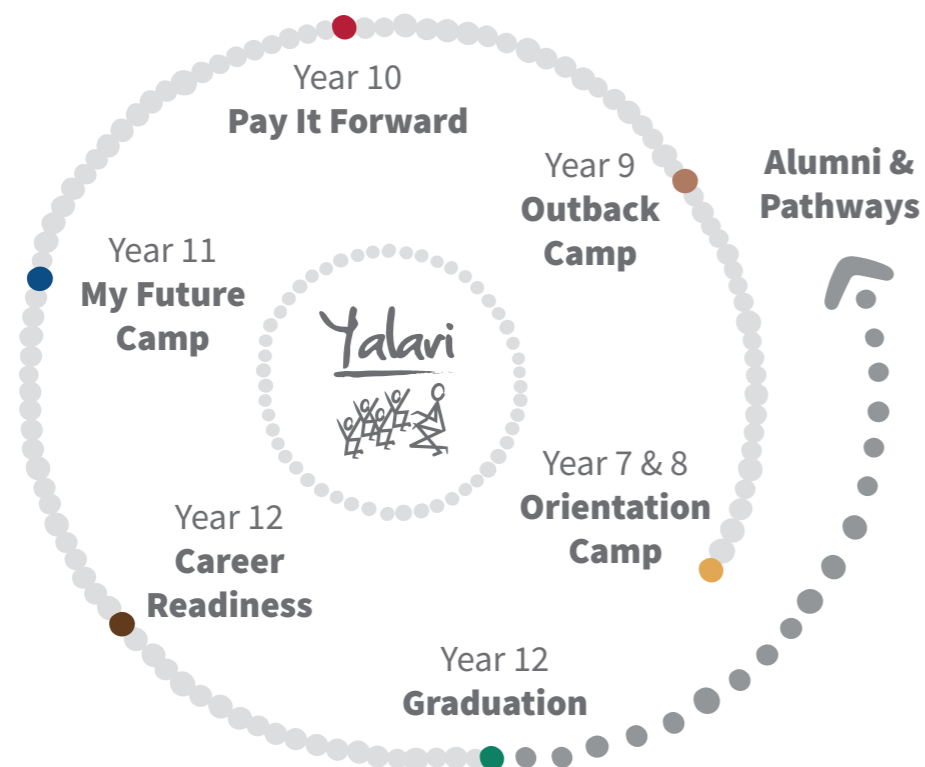 Year 10
Pay It Forward
Year 9
Outback
Camp
Alumni &
Pathways
Year 11
My Future
Camp
Yalari
Year 7 & 8
Orientation
Camp
Year 12
Career
Readiness
Year 12
Graduation